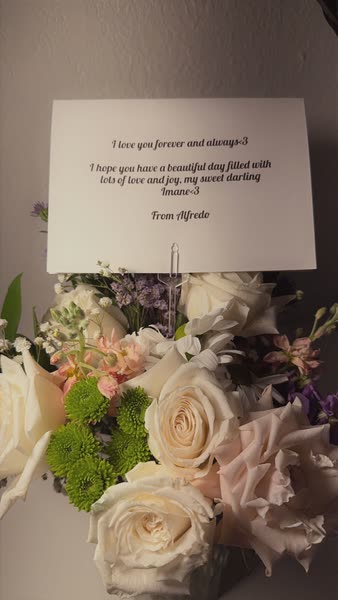 I love you forever and always<3
I hope you have a beautiful day filled with
lots of love and joy, my sweet darling
Imane<3
From Alfredo